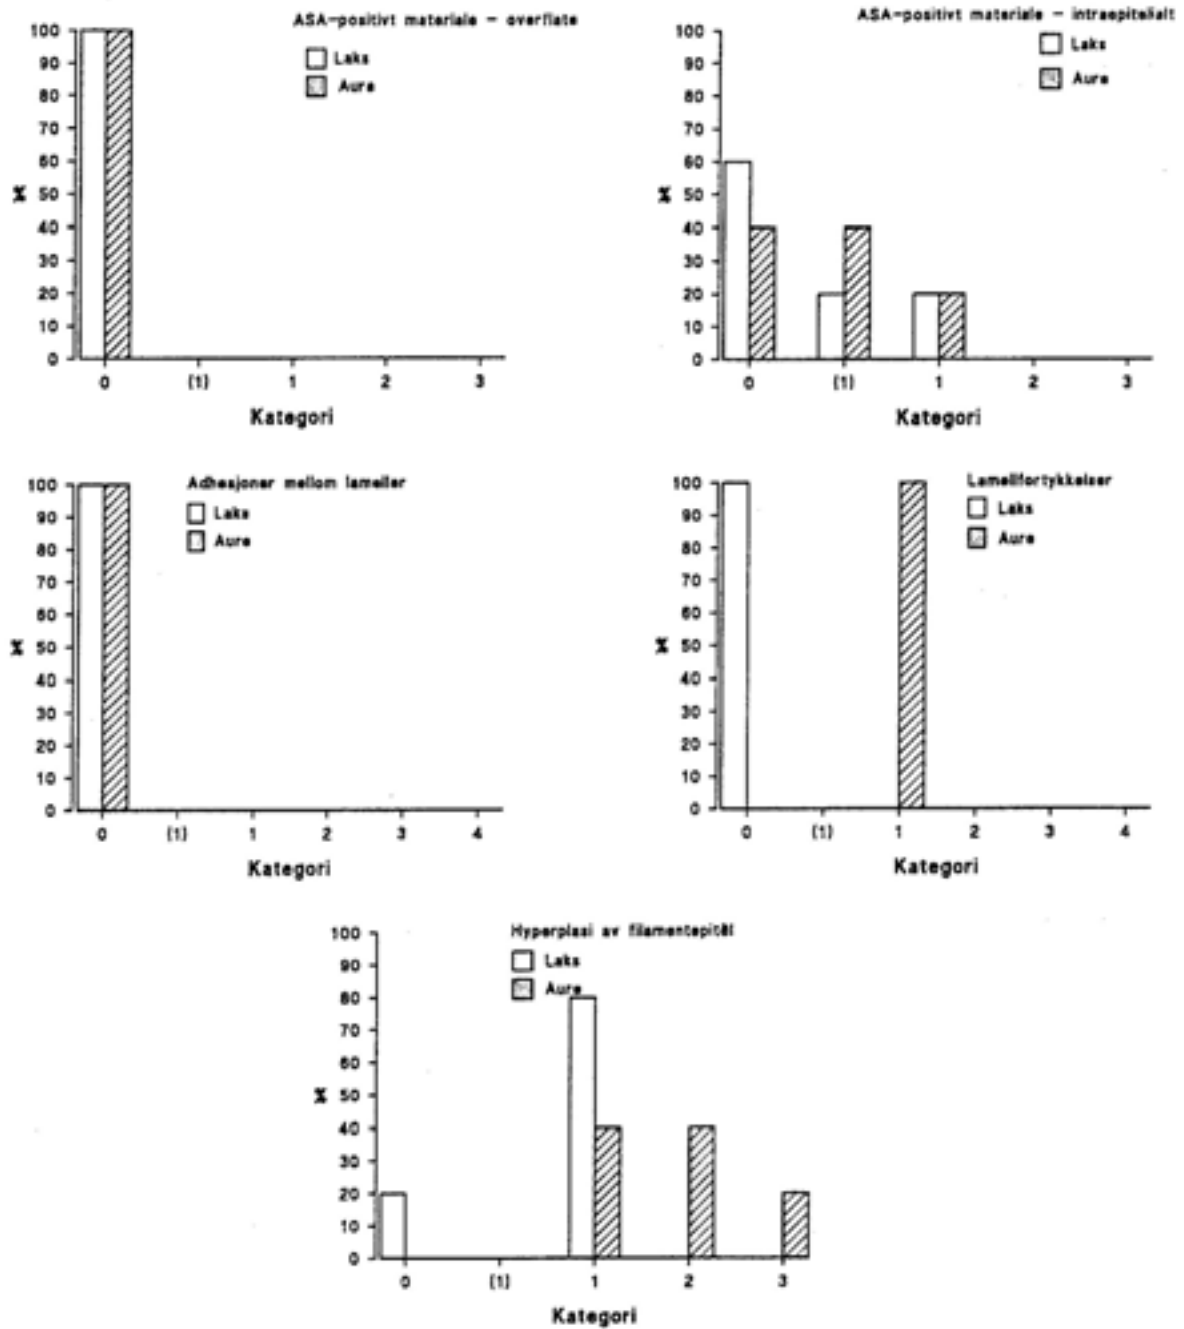 ASA-positivt materiale - overflate
Laks
Aure
100
90
80
70
60
50
40
30
20
10
0
%
0 (1) 1 2 3
Kategori
ASA-positivt materiale - intraepitelialt
Laks
Aure
100
90
80
70
60
50
40
30
20
10
0
%
0 (1) 1 2 3
Kategori
Adhesjoner mellom lameller
Laks
Aure
100
90
80
70
60
50
40
30
20
10
0
%
0 (1) 1 2 3 4
Kategori
Lamellfortykkelser
Laks
Aure
100
90
80
70
60
50
40
30
20
10
0
%
0 (1) 1 2 3 4
Kategori
Hyperplasi av filamentepitel
Laks
Aure
100
90
80
70
60
50
40
30
20
10
0
%
0 (1) 1 2 3
Kategori